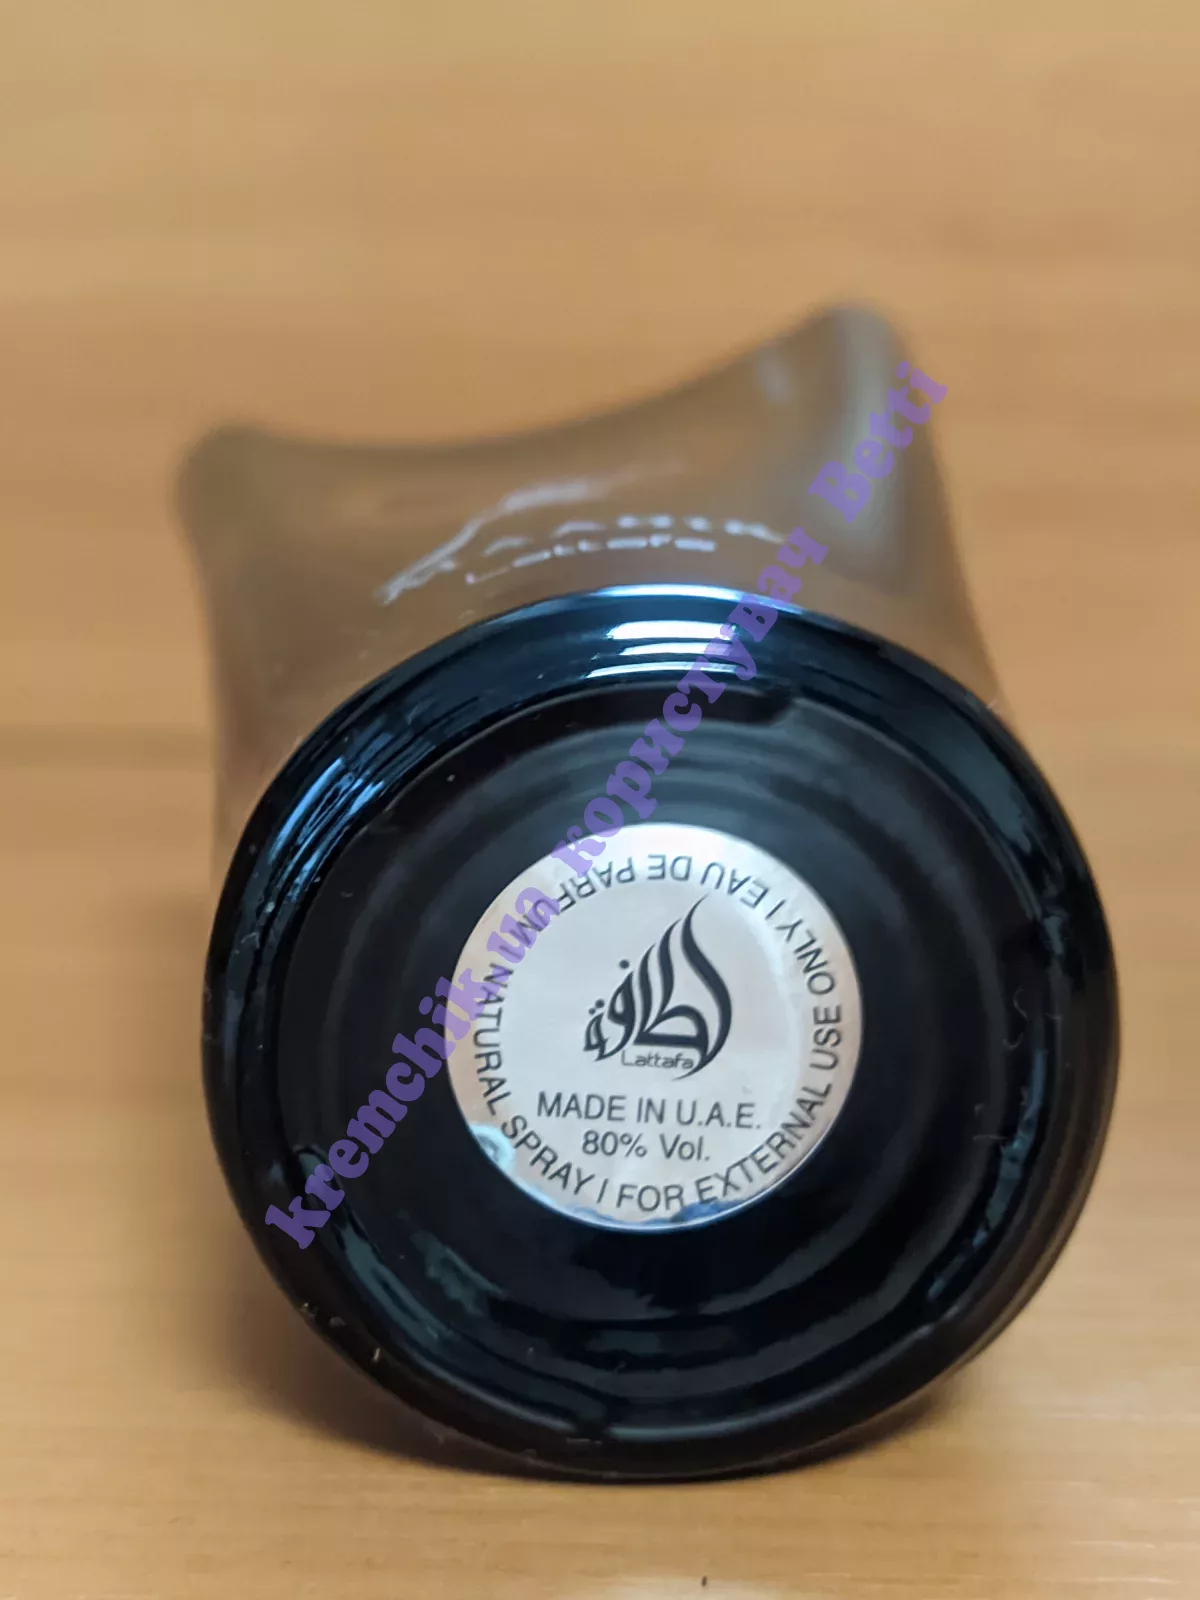 Lattafa
لطافة
Lattafa
MADE IN U.A.E.
80% Vol.
EAU DE PARFUM NATURAL SPRAY | FOR EXTERNAL USE ONLY |
kremchik.ua користувач Betti